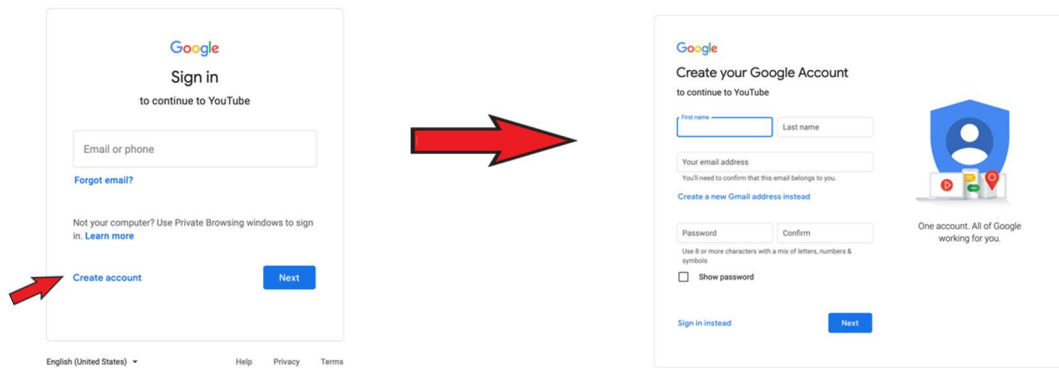 Google
Sign in
to continue to YouTube
Email or phone
Forgot email?
Not your computer? Use Private Browsing windows to sign
in. Learn more
Create account
Next
English (United States)
Help
Privacy
Terms
Google
Create your Google Account
to continue to YouTube
First name
Last name
Your email address
You'll need to confirm that this email belongs to you.
Create a new Gmail address instead
Password
Confirm
Use 8 or more characters with a mix of letters, numbers &
symbols
Show password
Sign in instead
Next
One account. All of Google
working for you.